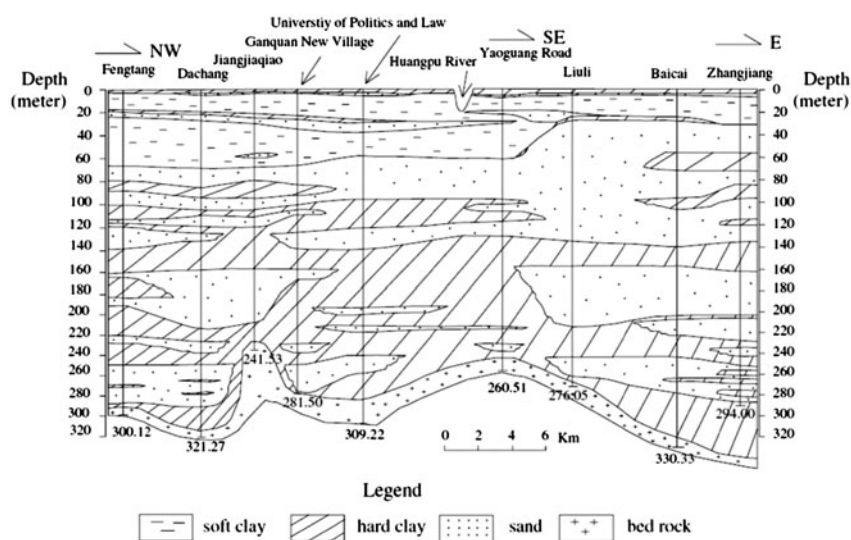 Universtiy of Politics and Law
NW
Ganquan New Village
SE
E
Jiangjiaqiao
Huangpu River
Yaoguang Road
Depth
(meter)
Fengtang
Dachang
Liuli
Baicai
Zhangjiang
Depth
(meter)
0
20
40
60
80
100
120
140
160
180
200
220
240
260
280
300
320
0
20
40
60
80
100
120
140
160
180
200
220
240
260
280
300
320
300.12
321.27
241.53
281.50
309.22
260.51
276.05
330.33
294.00
0 2 4 6 Km
Legend
soft clay
hard clay
sand
bed rock